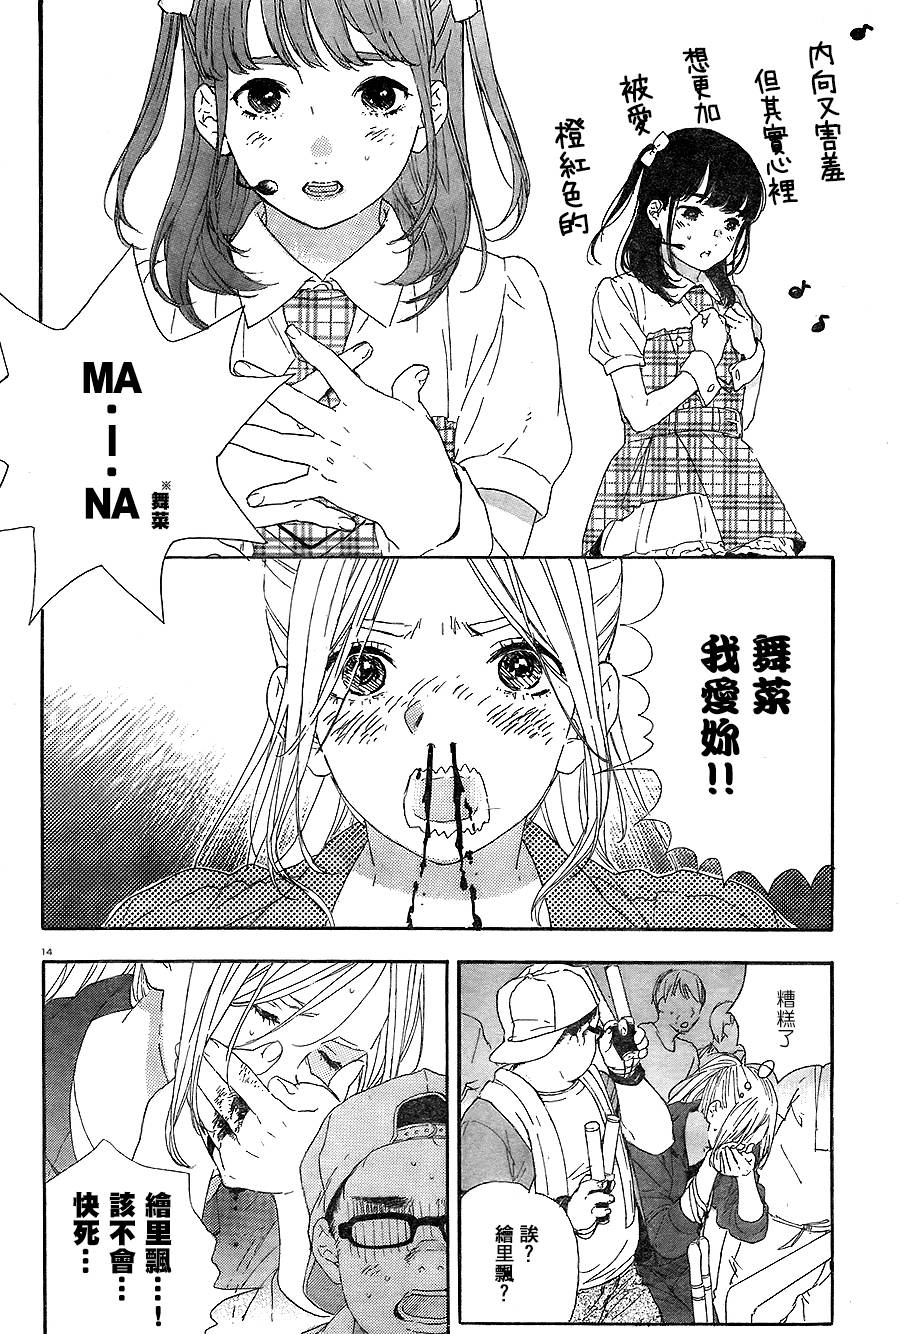 內向又害羞
但其實心裡
想更加
被愛
橙紅色的
MA・I・NA
※舞菜
舞菜
我愛妳!!
14
糟糕了
誒?
繪里飄?
繪里飄…!
該不會…
快死…